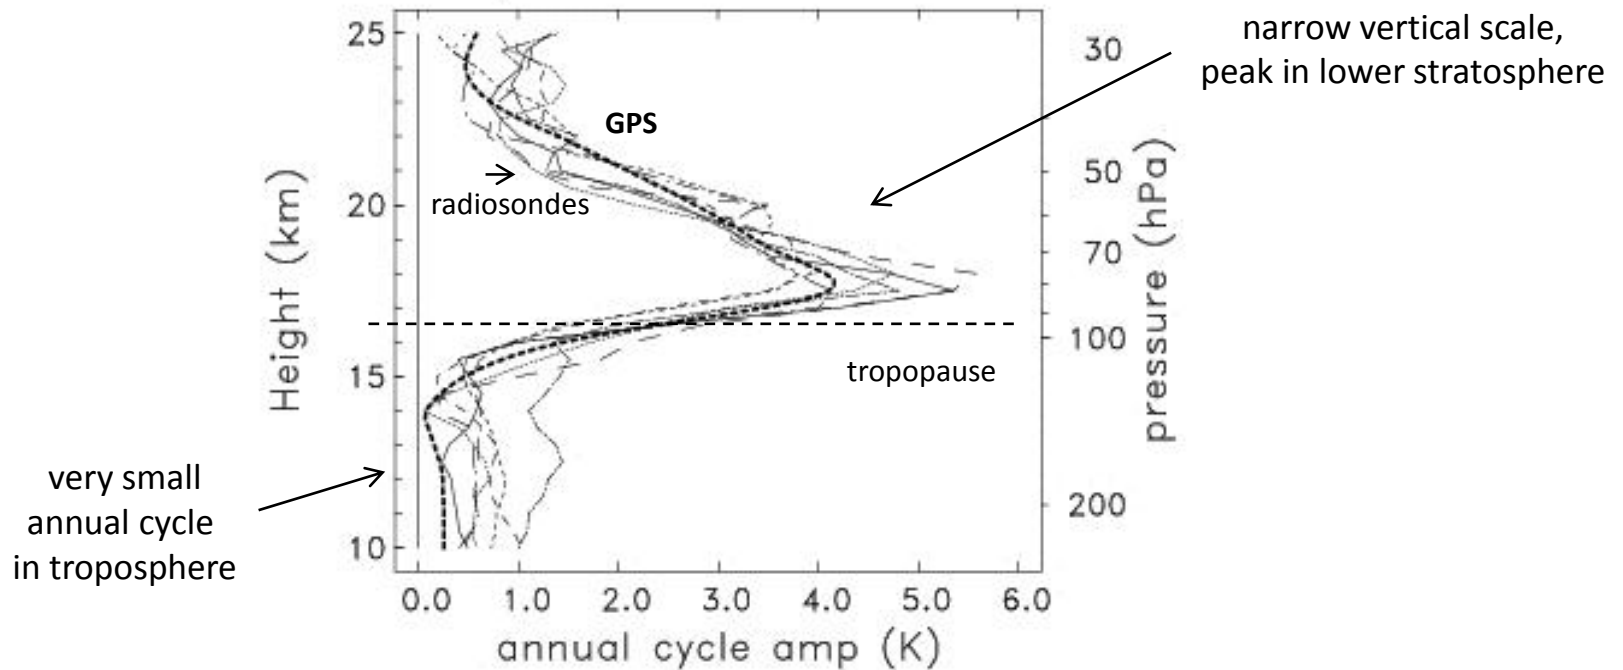 narrow vertical scale,
peak in lower stratosphere
GPS
radiosondes
tropopause
very small
annual cycle
in troposphere
Height (km)
25
20
15
10
pressure (hPa)
30
50
70
100
200
0.0 1.0 2.0 3.0 4.0 5.0 6.0
annual cycle amp (K)